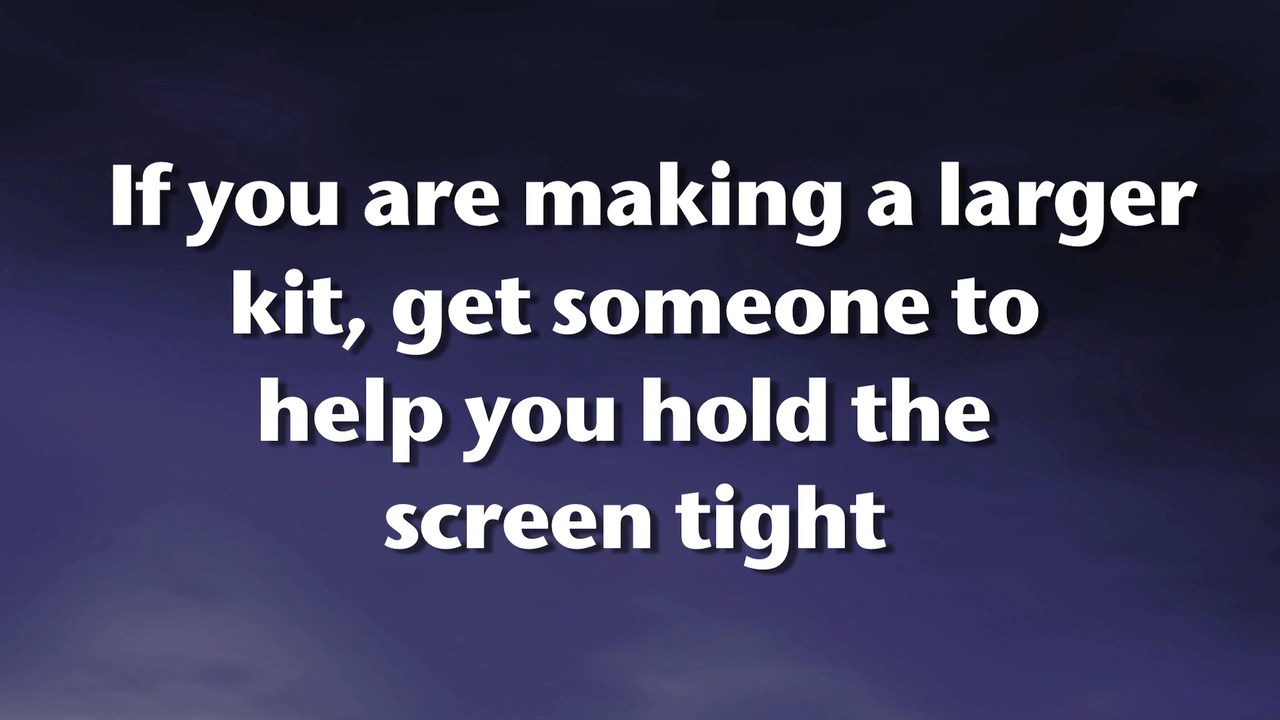 If you are making a larger
kit, get someone to
help you hold the
screen tight